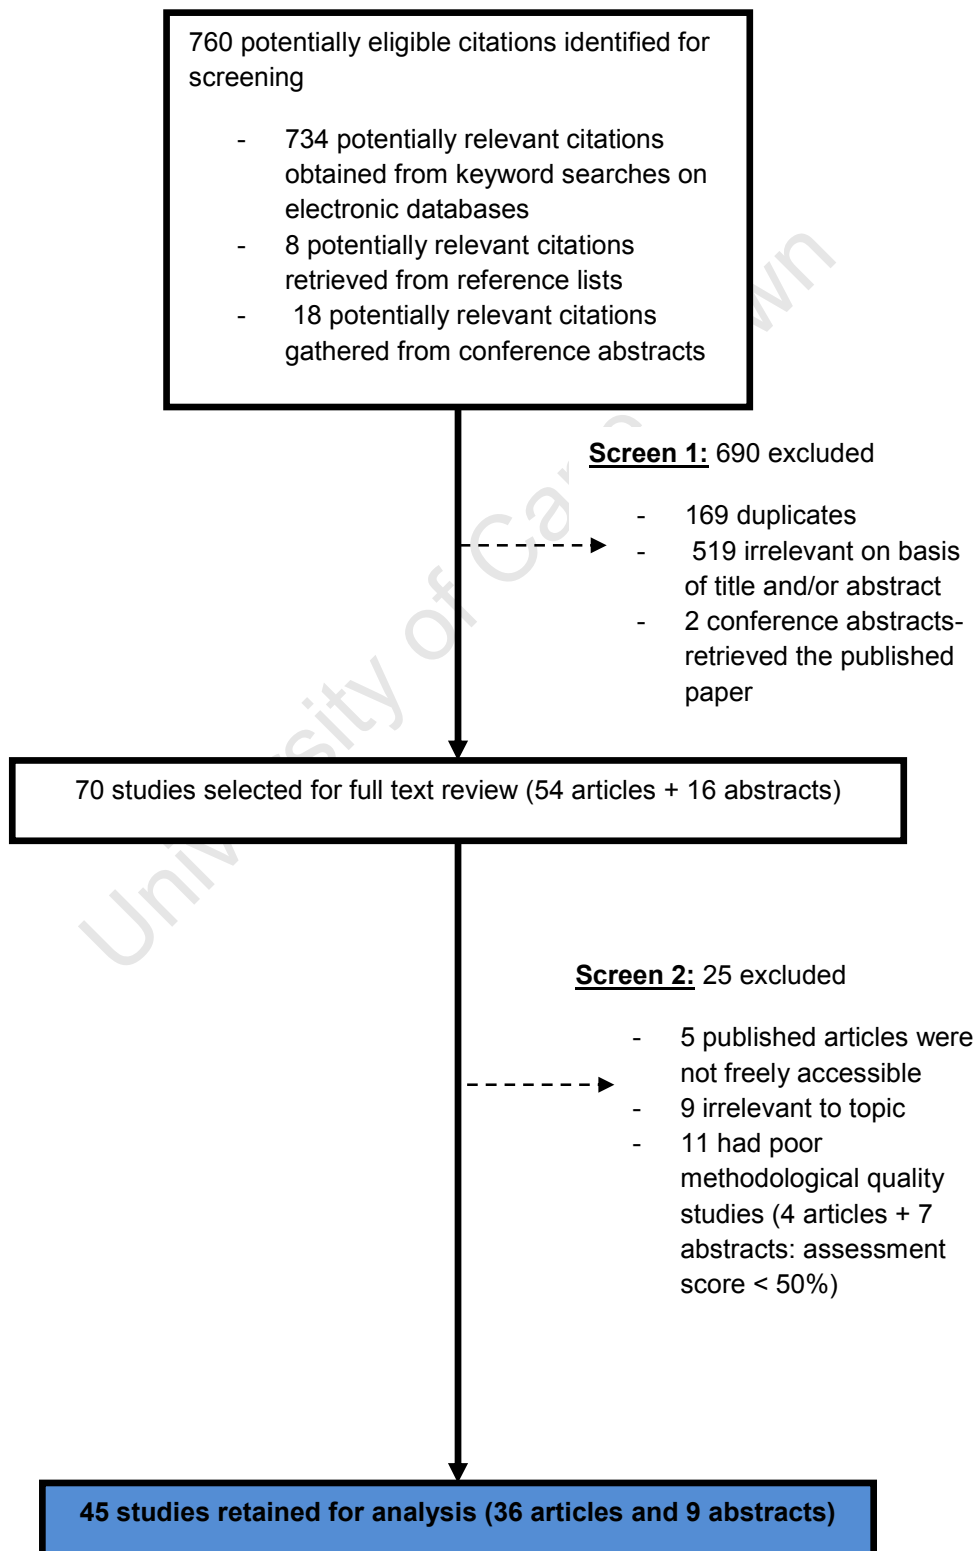 760 potentially eligible citations identified for
screening
- 734 potentially relevant citations
obtained from keyword searches on
electronic databases
- 8 potentially relevant citations
retrieved from reference lists
- 18 potentially relevant citations
gathered from conference abstracts
Screen 1: 690 excluded
- 169 duplicates
- 519 irrelevant on basis
of title and/or abstract
- 2 conference abstracts-
retrieved the published
paper
70 studies selected for full text review (54 articles + 16 abstracts)
Screen 2: 25 excluded
- 5 published articles were
not freely accessible
- 9 irrelevant to topic
- 11 had poor
methodological quality
studies (4 articles + 7
abstracts: assessment
score < 50%)
45 studies retained for analysis (36 articles and 9 abstracts)